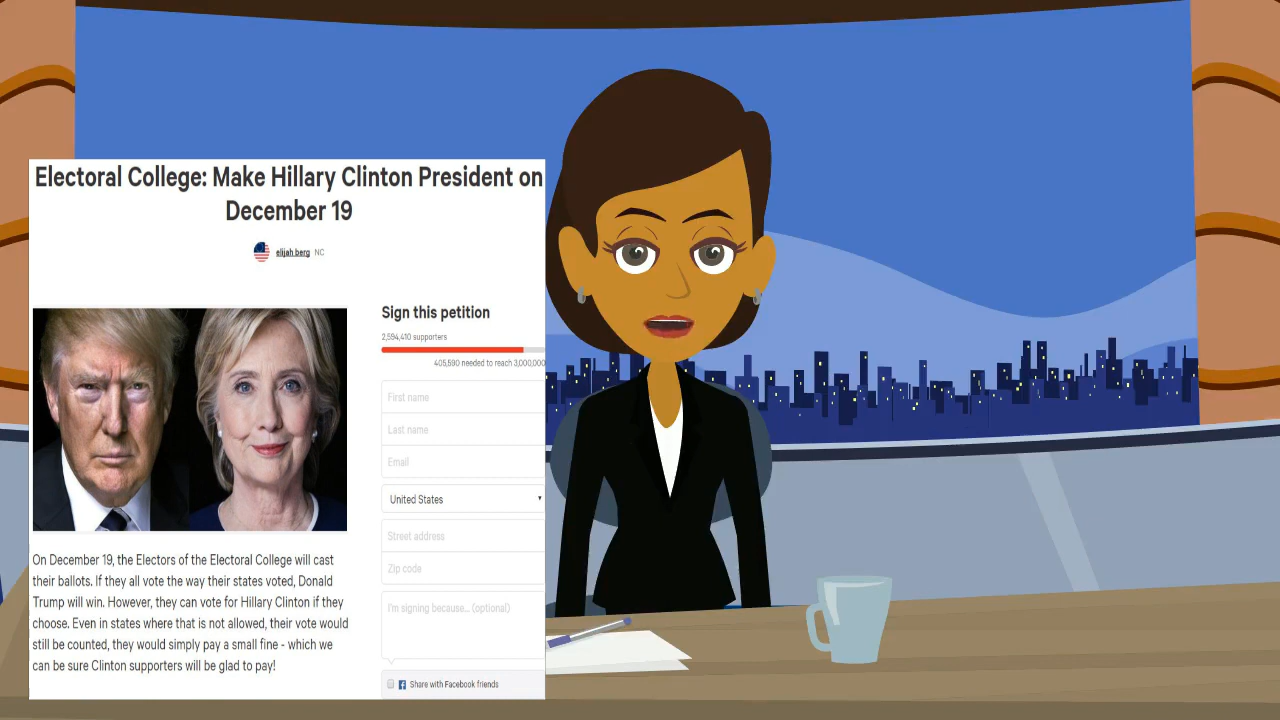 Electoral College: Make Hillary Clinton President on
December 19
elijah berg NC
Sign this petition
2,594,410 supporters
405,590 needed to reach 3,000,000
First name
Last name
Email
United States
Street address
Zip code
I'm signing because... (optional)
Share with Facebook friends
On December 19, the Electors of the Electoral College will cast
their ballots. If they all vote the way their states voted, Donald
Trump will win. However, they can vote for Hillary Clinton if they
choose. Even in states where that is not allowed, their vote would
still be counted, they would simply pay a small fine - which we
can be sure Clinton supporters will be glad to pay!